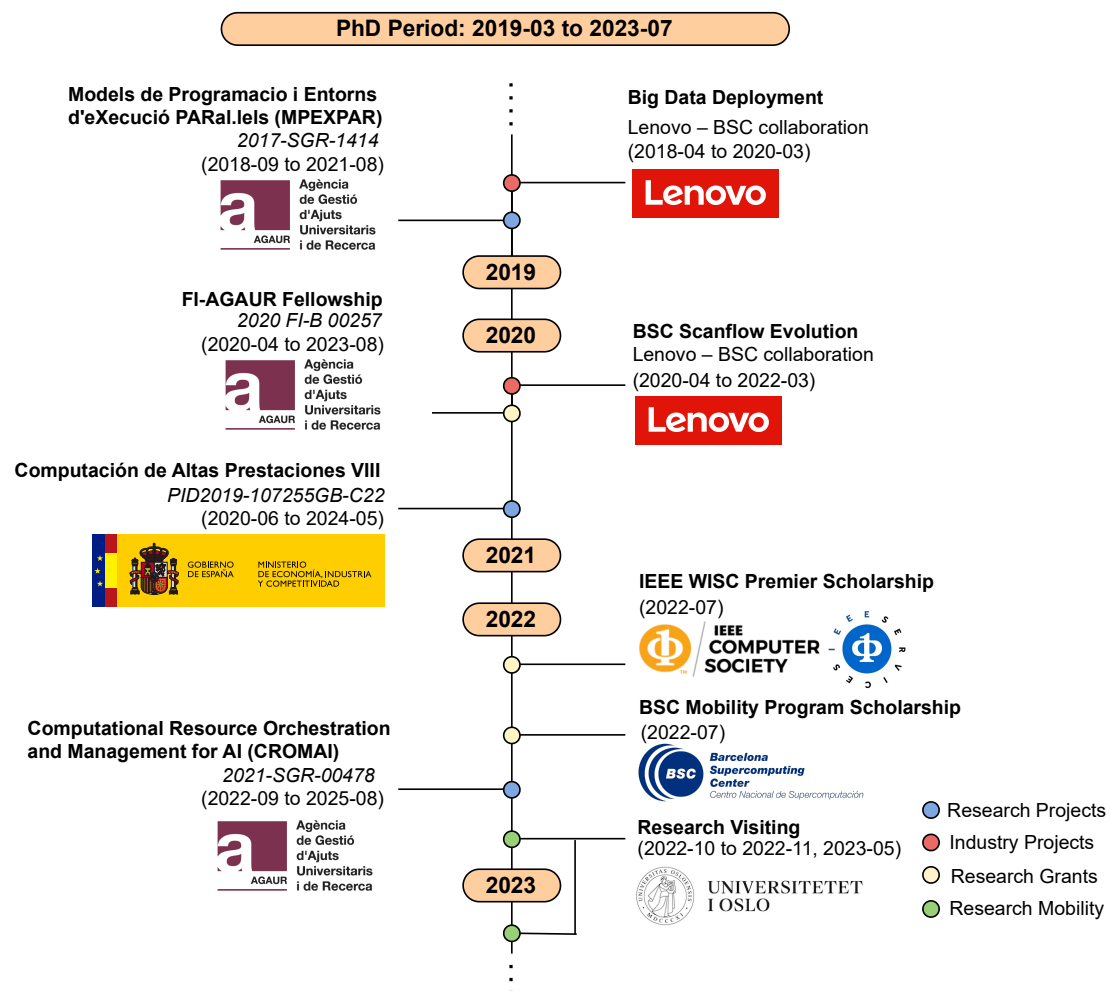 PhD Period: 2019-03 to 2023-07
Models de Programacio i Entorns
d'eXecució PARal.lels (MPEXPAR)
2017-SGR-1414
(2018-09 to 2021-08)
a
AGAUR
Agència
de Gestió
d'Ajuts
Universitaris
i de Recerca
Big Data Deployment
Lenovo – BSC collaboration
(2018-04 to 2020-03)
Lenovo
2019
FI-AGAUR Fellowship
2020 FI-B 00257
(2020-04 to 2023-08)
a
AGAUR
Agència
de Gestió
d'Ajuts
Universitaris
i de Recerca
2020
BSC Scanflow Evolution
Lenovo – BSC collaboration
(2020-04 to 2022-03)
Lenovo
Computación de Altas Prestaciones VIII
PID2019-107255GB-C22
(2020-06 to 2024-05)
GOBIERNO
DE ESPAÑA
MINISTERIO
DE ECONOMÍA, INDUSTRIA
Y COMPETITIVIDAD
2021
2022
IEEE WISC Premier Scholarship
(2022-07)
IEEE
COMPUTER
SOCIETY
TM
IEEE SERVICES
BSC Mobility Program Scholarship
(2022-07)
BSC
Barcelona
Supercomputing
Center
Centro Nacional de Supercomputación
Computational Resource Orchestration
and Management for AI (CROMAI)
2021-SGR-00478
(2022-09 to 2025-08)
a
AGAUR
Agència
de Gestió
d'Ajuts
Universitaris
i de Recerca
Research Visiting
(2022-10 to 2022-11, 2023-05)
UNIVERSITAS OSLOENSIS
MDCCCXI
UNIVERSITETET
I OSLO
2023
Research Projects
Industry Projects
Research Grants
Research Mobility